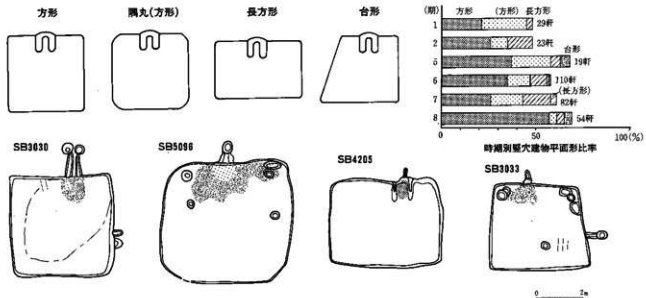 方形
隅丸(方形)
長方形
台形
(期) 方形 (方形) 長方形
1 29軒
2 23軒
台形
5 19軒
6 110軒
(長方形)
7 82軒
8 54軒
0 50 100(%)
時期別竪穴建物平面形比率
SB3030
SB5096
SB4205
SB3033
0 2m